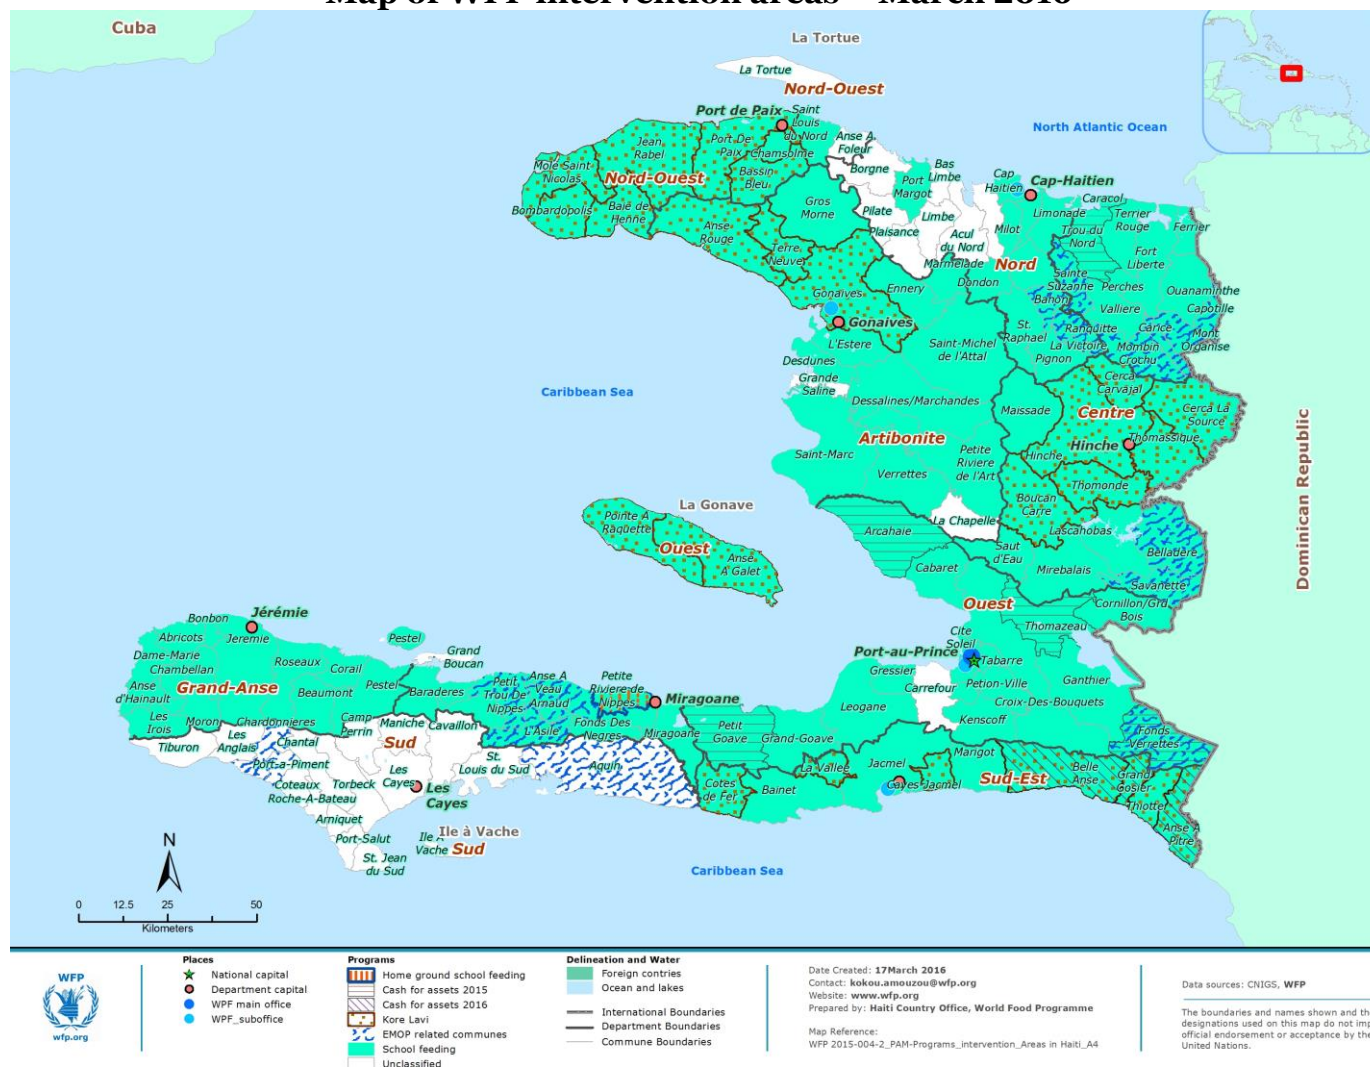 Map of WFP intervention areas – March 2016
Cuba
La Tortue
La Tortue
Nord-Ouest
Port de Paix
Saint
Louis
du Nord
Anse A
Foleur
North Atlantic Ocean
Jean
Rabel
Port De
Paix
Chamsolme
Borgne
Bas
Limbe
Port
Margot
Cap
Haitien
Cap-Haitien
Mole Saint
Nicolas
Nord-Ouest
Bassin
Bleu
Gros
Morne
Pilate
Plaisance
Limbe
Acul
du Nord
Milot
Limonade
Caracol
Trou du
Nord
Terrier
Rouge
Ferrier
Bombardopolis
Baie de
Henne
Anse
Rouge
Terre
Neuve
Marmelade
Nord
Fort
Liberte
Sainte
Suzanne
Perches
Ouanaminthe
Ennery
Dondon
Bahon
Valliere
Capotille
Gonaives
Gonaives
St.
Raphael
Ranquitte
Carice
Mont
Organise
L'Estere
Saint-Michel
de l'Attal
La Victoire
Pignon
Mombin
Crochu
Desdunes
Grande
Saline
Cerca
Carvajal
Caribbean Sea
Dessalines/Marchandes
Maissade
Centre
Cerca La
Source
Artibonite
Hinche
Thomassique
Saint-Marc
Verrettes
Petite
Riviere
de l'Art
Hinche
Thomonde
La Gonave
Boucan
Carre
Pointe A
Raquette
La Chapelle
Arcahaie
Lascahobas
Ouest
Anse
A Galet
Saut
d'Eau
Belladere
Cabaret
Mirebalais
Savanette
Ouest
Cornillon/Grd
Bois
Thomazeau
Dominican Republic
Jérémie
Bonbon
Abricots
Jeremie
Pestel
Cite
Soleil
Dame-Marie
Chambellan
Roseaux
Corail
Grand
Boucan
Port-au-Prince
Tabarre
Anse
d'Hainault
Grand-Anse
Beaumont
Pestel
Baraderes
Petit
Trou De
Nippes
Anse A
Veau
Arnaud
Petite
Riviere de
Nippes
Miragoane
Gressier
Carrefour
Petion-Ville
Ganthier
Leogane
Croix-Des-Bouquets
Les
Irois
Moron
Chardonnieres
Camp
Perrin
Maniche
Cavaillon
L'Asile
Fonds Des
Negres
Miragoane
Petit
Goave
Grand-Goave
Kenscoff
Fonds
Verrettes
Tiburon
Les
Anglais
Chantal
Sud
St.
Louis du Sud
Aquin
Jacmel
Marigot
Port-a-Piment
La Vallee
Belle
Anse
Coteaux
Roche-A-Bateau
Torbeck
Les
Cayes
Les
Cayes
Cotes
de Fer
Bainet
Cayes Jacmel
Sud-Est
Grand
Gosier
Thiotte
Arniquet
Port-Salut
Ile à Vache
Ile A
Vache
Sud
Anse A
Pitre
St. Jean
du Sud
Caribbean Sea
N
0 12.5 25 50
Kilometers
WFP
wfp.org
Places
National capital
Department capital
WPF main office
WPF_suboffice
Programs
Home ground school feeding
Cash for assets 2015
Cash for assets 2016
Kore Lavi
EMOP related communes
School feeding
Unclassified
Delineation and Water
Foreign contries
Ocean and lakes
International Boundaries
Department Boundaries
Commune Boundaries
Date Created: 17March 2016
Contact: kokou.amouzou@wfp.org
Website: www.wfp.org
Prepared by: Haiti Country Office, World Food Programme
Map Reference:
WFP 2015-004-2_PAM-Programs_intervention_Areas in Haiti_A4
Data sources: CNIGS, WFP
The boundaries and names shown and the
designations used on this map do not imp
official endorsement or acceptance by the
United Nations.